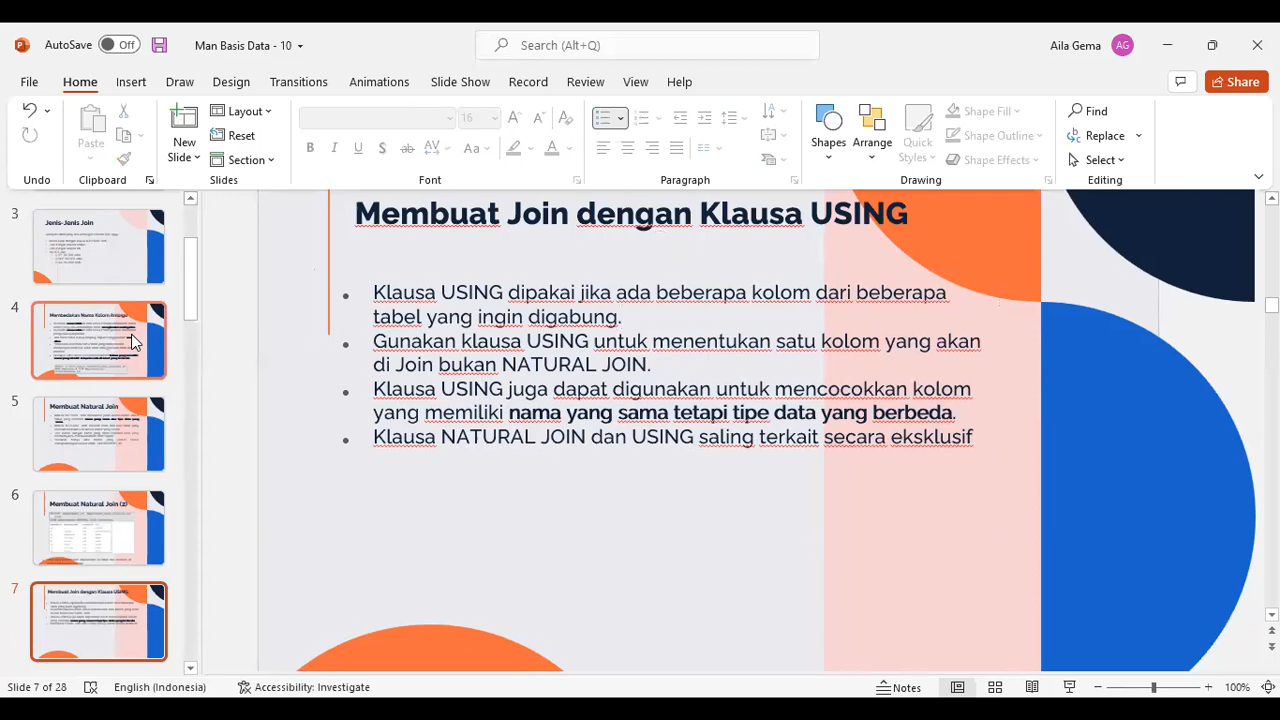 AutoSave Off Man Basis Data - 10 Search (Alt+Q) Aila Gema AG
File Home Insert Draw Design Transitions Animations Slide Show Record Review View Help Share
Paste New Slide Layout Reset Section 16 Shapes Arrange Quick Styles Shape Fill Shape Outline Shape Effects Find Replace Select
Undo Clipboard Slides Font Paragraph Drawing Editing
3
Jenis-Jenis Join
4
Membedakan Nama Kolom Ambigu
5
Membuat Natural Join
6
Membuat Natural Join (2)
7
Membuat Join dengan Klausa USING
Membuat Join dengan Klausa USING
• Klausa USING dipakai jika ada beberapa kolom dari beberapa
tabel yang ingin digabung.
• Gunakan klausa USING untuk menentukan satu kolom yang akan
di Join bukan NATURAL JOIN.
• Klausa USING juga dapat digunakan untuk mencocokkan kolom
yang memiliki nama yang sama tetapi tipe data yang berbeda.
• Klausa NATURAL JOIN dan USING saling terkait secara eksklusif
Slide 7 of 28 English (Indonesia) Accessibility: Investigate Notes 100%